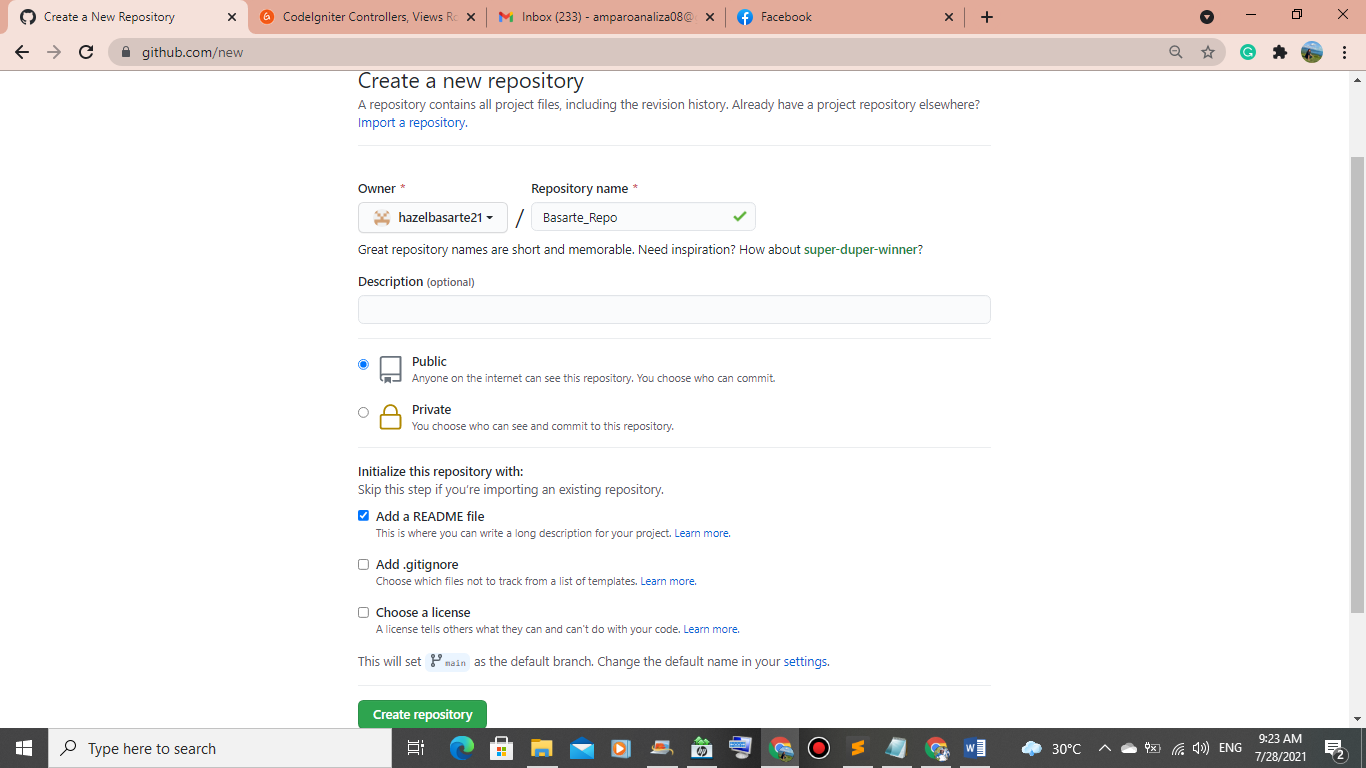 Create a New Repository
CodeIgniter Controllers, Views Ro
Inbox (233) - amparoanaliza08@
Facebook
github.com/new
Create a new repository
A repository contains all project files, including the revision history. Already have a project repository elsewhere?
Import a repository.
Owner * Repository name *
hazelbasarte21 / Basarte_Repo
Great repository names are short and memorable. Need inspiration? How about super-duper-winner?
Description (optional)
Public
Anyone on the internet can see this repository. You choose who can commit.
Private
You choose who can see and commit to this repository.
Initialize this repository with:
Skip this step if you're importing an existing repository.
Add a README file
This is where you can write a long description for your project. Learn more.
Add .gitignore
Choose which files not to track from a list of templates. Learn more.
Choose a license
A license tells others what they can and can't do with your code. Learn more.
This will set main as the default branch. Change the default name in your settings.
Create repository
Type here to search
30°C
ENG
9:23 AM
7/28/2021
2